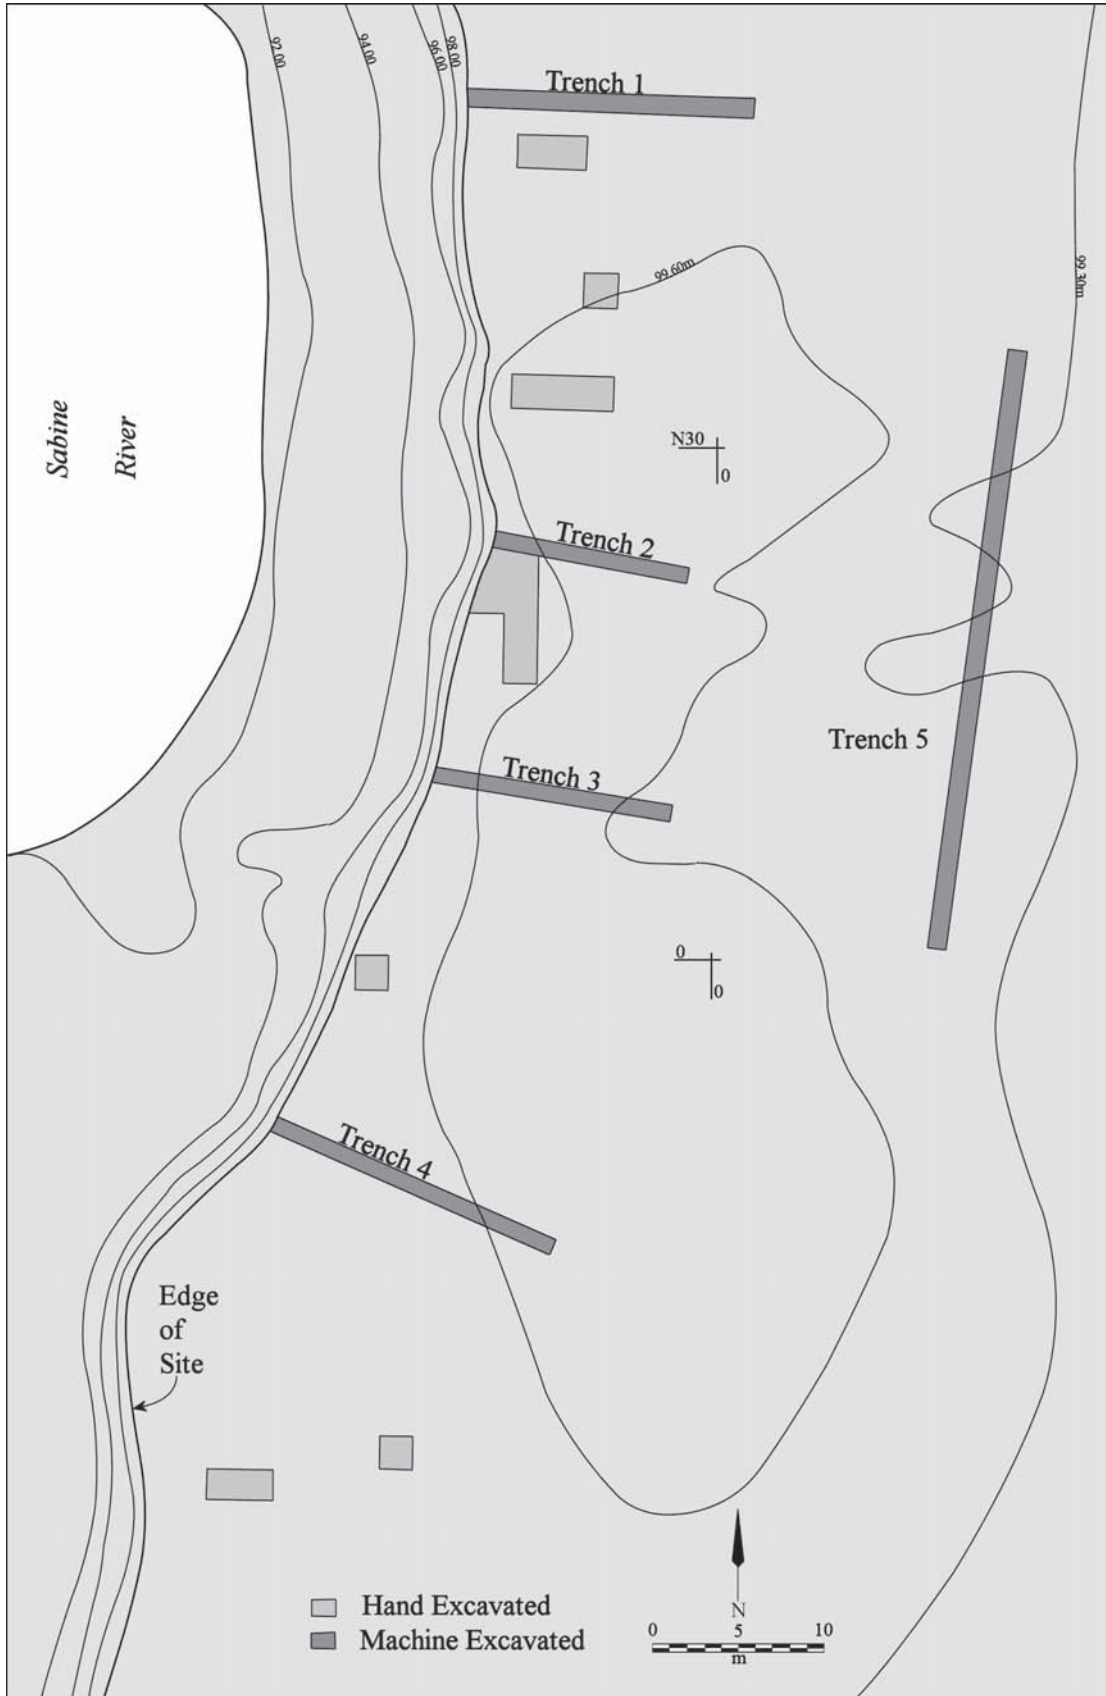 92.00
94.00
96.00
98.00
Trench 1
99.60m
99.30m
Sabine
River
N30
0
Trench 2
Trench 5
Trench 3
0
0
Trench 4
Edge
of
Site
Hand Excavated
Machine Excavated
N
0 5 10
m